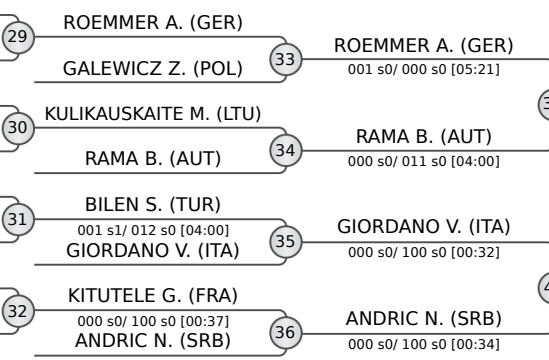 29
ROEMMER A. (GER)
GALEWICZ Z. (POL)
33
ROEMMER A. (GER)
001 s0/ 000 s0 [05:21]
30
KULIKAUSKAITE M. (LTU)
RAMA B. (AUT)
34
RAMA B. (AUT)
000 s0/ 011 s0 [04:00]
31
BILEN S. (TUR)
001 s1/ 012 s0 [04:00]
GIORDANO V. (ITA)
35
GIORDANO V. (ITA)
000 s0/ 100 s0 [00:32]
32
KITUTELE G. (FRA)
000 s0/ 100 s0 [00:37]
ANDRIC N. (SRB)
36
ANDRIC N. (SRB)
000 s0/ 100 s0 [00:34]